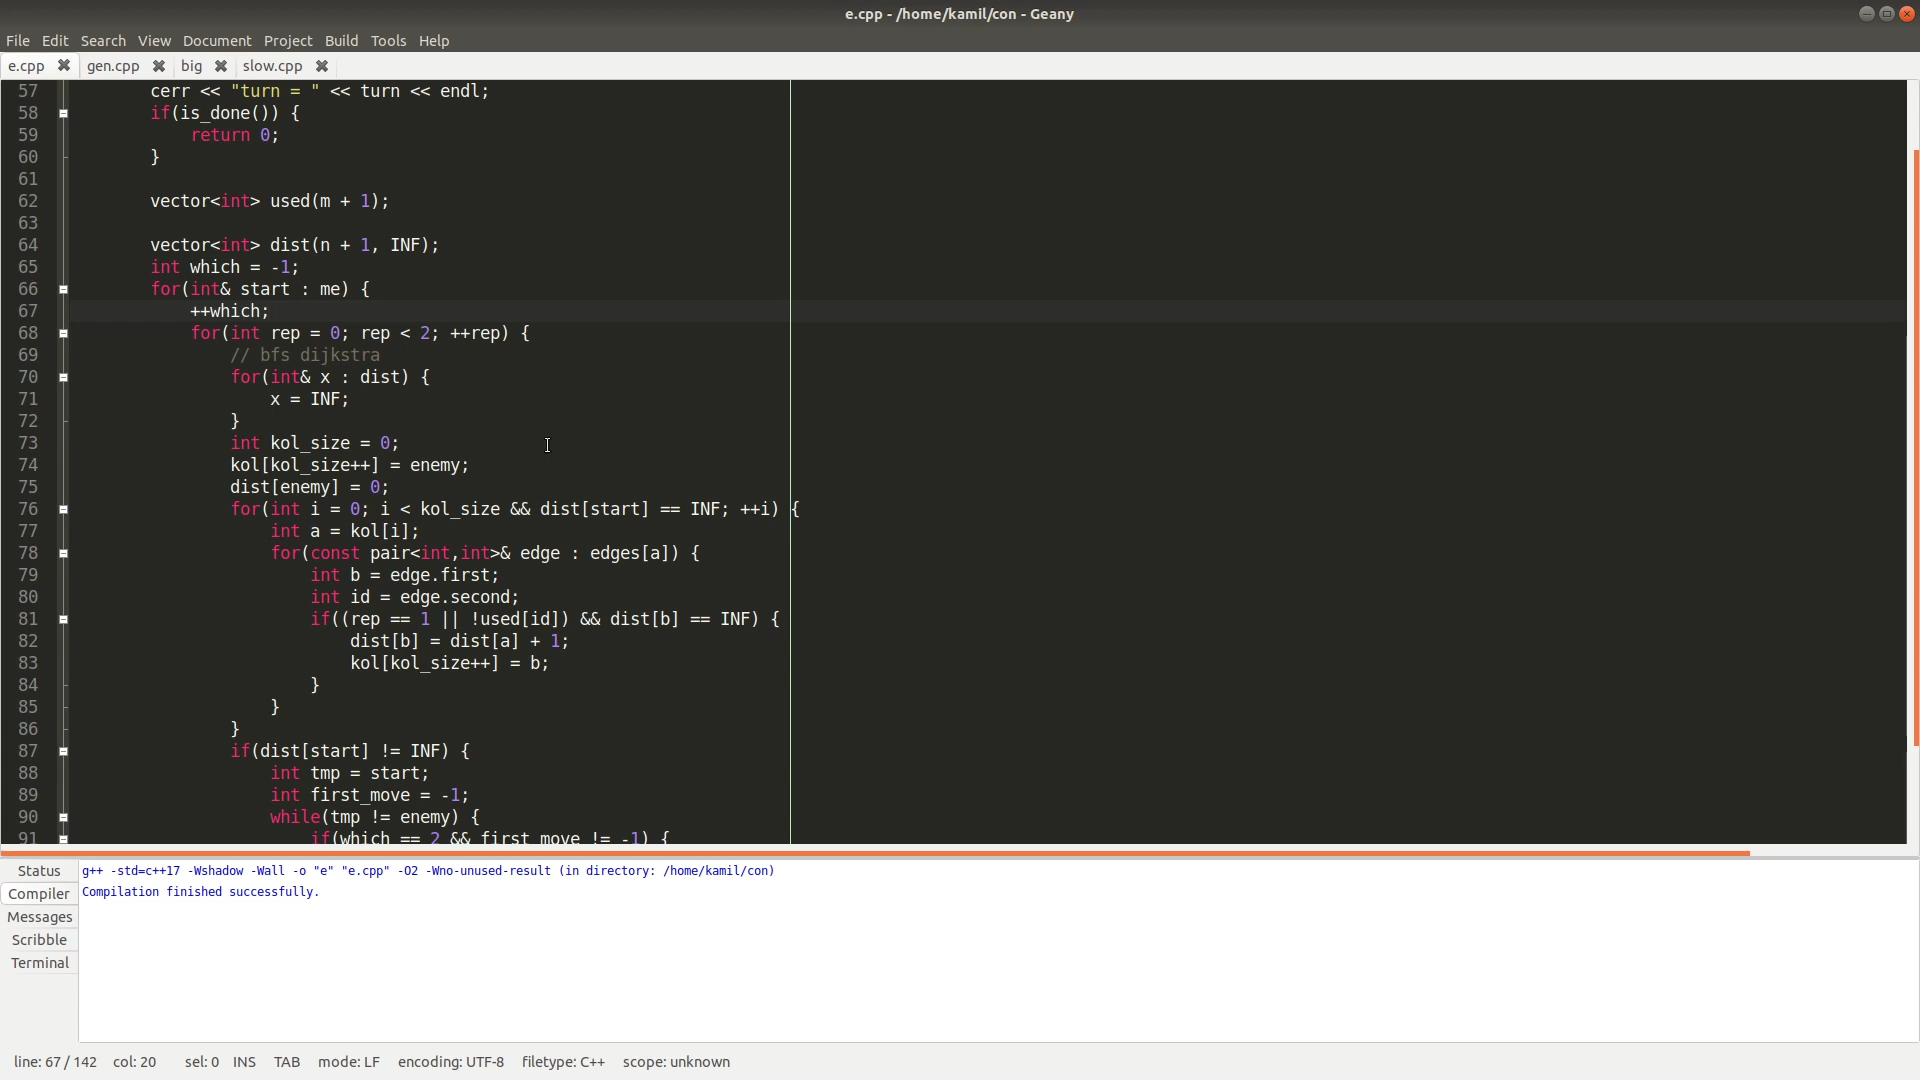 e.cpp - /home/kamil/con - Geany
File Edit Search View Document Project Build Tools Help
e.cpp gen.cpp big slow.cpp
57 cerr << "turn = " << turn << endl;
58 if(is_done()) {
59 return 0;
60 }
61
62 vector<int> used(m + 1);
63
64 vector<int> dist(n + 1, INF);
65 int which = -1;
66 for(int& start : me) {
67 ++which;
68 for(int rep = 0; rep < 2; ++rep) {
69 // bfs dijkstra
70 for(int& x : dist) {
71 x = INF;
72 }
73 int kol_size = 0;
74 kol[kol_size++] = enemy;
75 dist[enemy] = 0;
76 for(int i = 0; i < kol_size && dist[start] == INF; ++i) {
77 int a = kol[i];
78 for(const pair<int,int>& edge : edges[a]) {
79 int b = edge.first;
80 int id = edge.second;
81 if((rep == 1 || !used[id]) && dist[b] == INF) {
82 dist[b] = dist[a] + 1;
83 kol[kol_size++] = b;
84 }
85 }
86 }
87 if(dist[start] != INF) {
88 int tmp = start;
89 int first_move = -1;
90 while(tmp != enemy) {
91 if(which == 2 && first_move != -1) {
Status
Compiler
Messages
Scribble
Terminal
g++ -std=c++17 -Wshadow -Wall -o "e" "e.cpp" -O2 -Wno-unused-result (in directory: /home/kamil/con)
Compilation finished successfully.
line: 67 / 142 col: 20 sel: 0 INS TAB mode: LF encoding: UTF-8 filetype: C++ scope: unknown